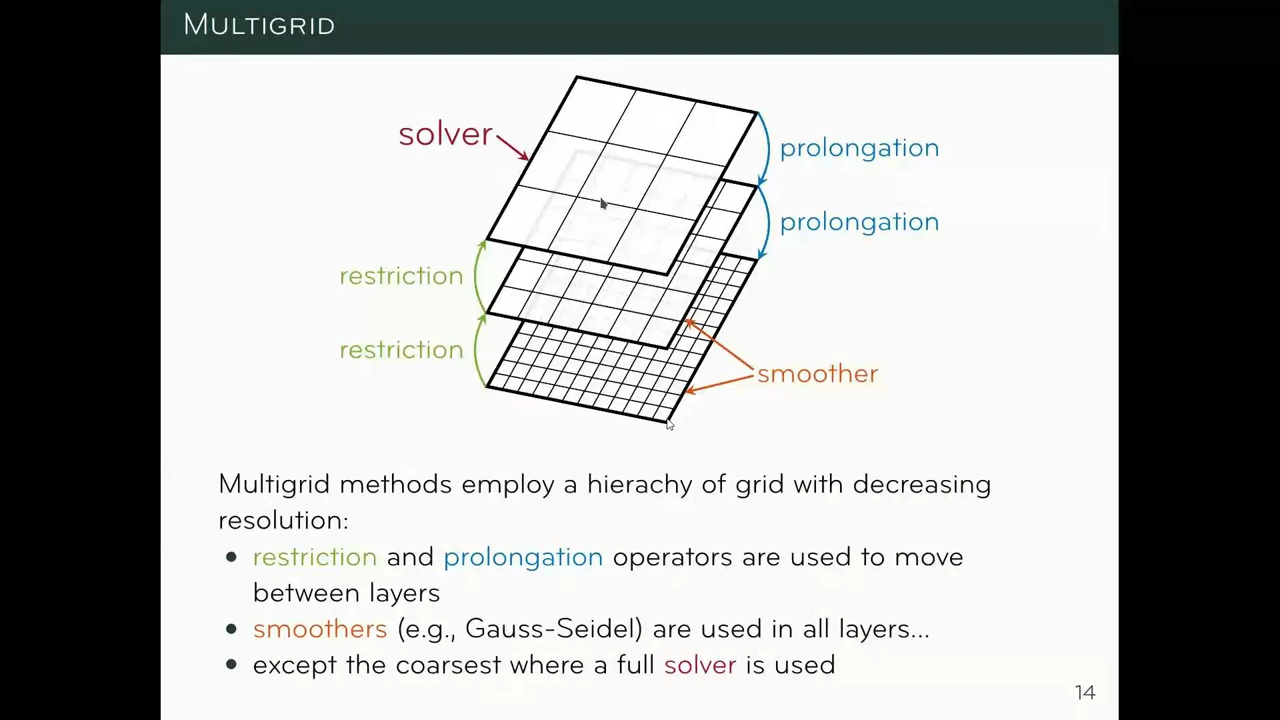 MULTIGRID
solver
prolongation
prolongation
restriction
restriction
smoother
Multigrid methods employ a hierachy of grid with decreasing
resolution:
• restriction and prolongation operators are used to move
between layers
• smoothers (e.g., Gauss-Seidel) are used in all layers...
• except the coarsest where a full solver is used
14